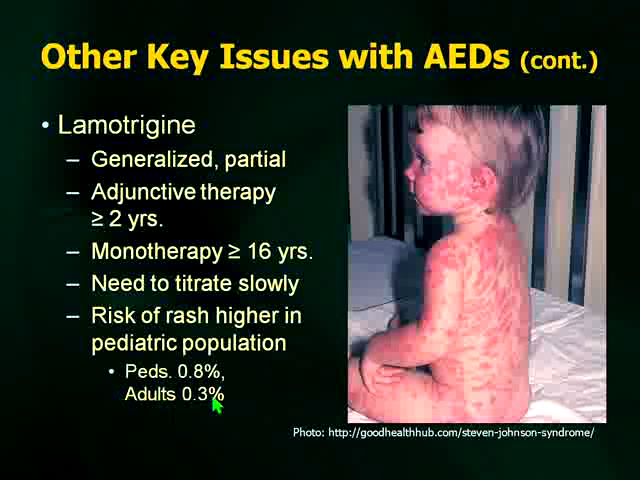 Other Key Issues with AEDs (cont.)
• Lamotrigine
– Generalized, partial
– Adjunctive therapy
≥ 2 yrs.
– Monotherapy ≥ 16 yrs.
– Need to titrate slowly
– Risk of rash higher in
pediatric population
• Peds. 0.8%,
Adults 0.3%
Photo: http://goodhealthhub.com/steven-johnson-syndrome/